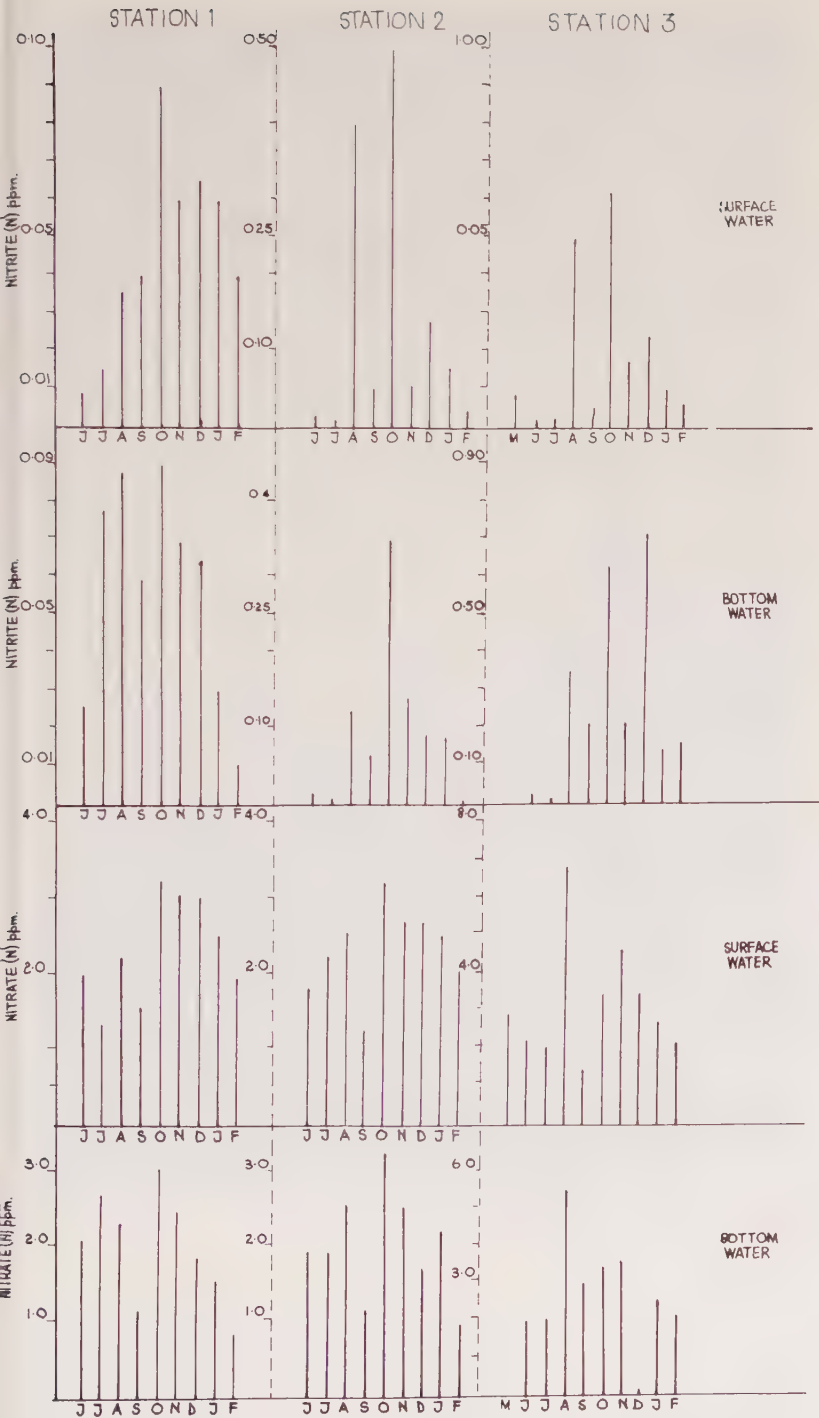 STATION 1 STATION 2 STATION 3
0·10 0·50 1·00
NITRITE (N) ppm.
0·05 0·25 0·05
SURFACE
WATER
0·10
0·01
J J A S O N D J F J J A S O N D J F M J J A S O N D J F
0·09 0·90
0·4
NITRITE (N) ppm.
0·05 0·25 0·50
BOTTOM
WATER
0·10
0·01 0·10
J J A S O N D J F
4·0 4·0 8·0
NITRATE (N) ppm.
2·0 2·0 4·0
SURFACE
WATER
J J A S O N D J F J J A S O N D J F
3·0 3·0 6·0
NITRATE (N) ppm.
2·0 2·0
BOTTOM
WATER
3·0
1·0 1·0
J J A S O N D J F J J A S O N D J F M J J A S O N D J F